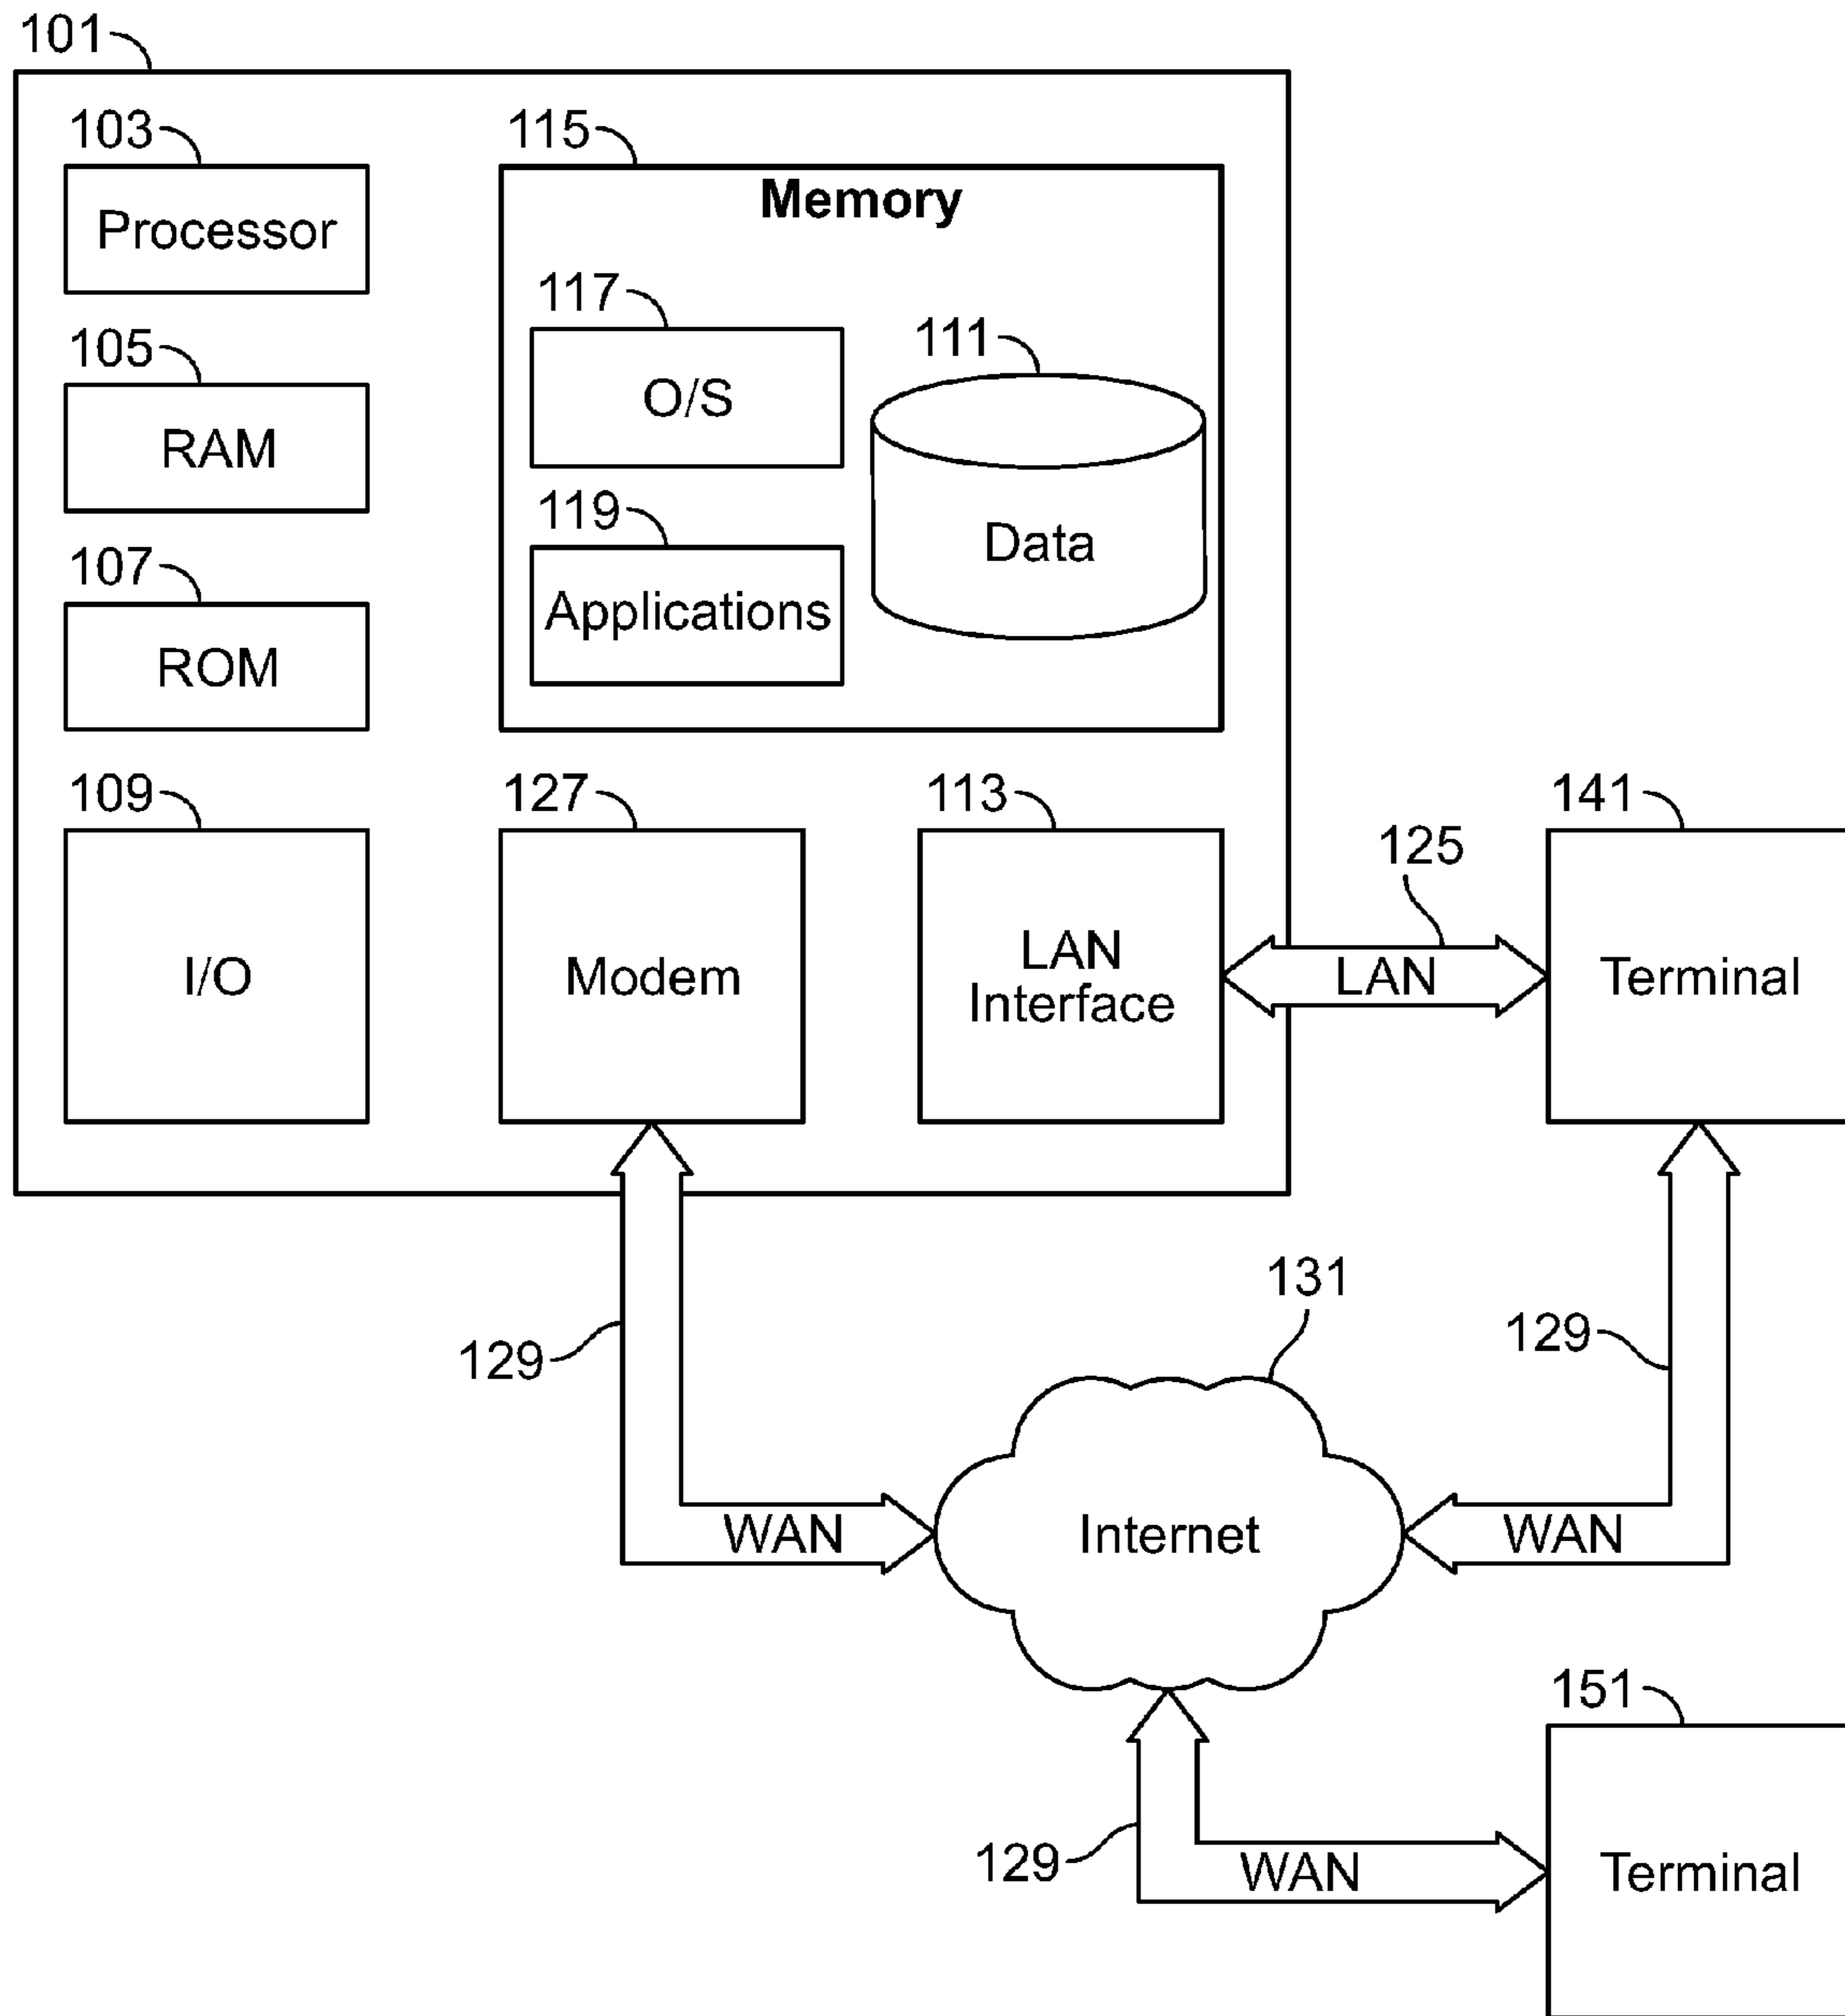 101
103
115
Processor
Memory
117
111
105
O/S
RAM
119
Data
107
Applications
ROM
109
127
113
141
125
I/O
Modem
LAN
Interface
LAN
Terminal
131
129
129
WAN
Internet
WAN
151
129
WAN
Terminal